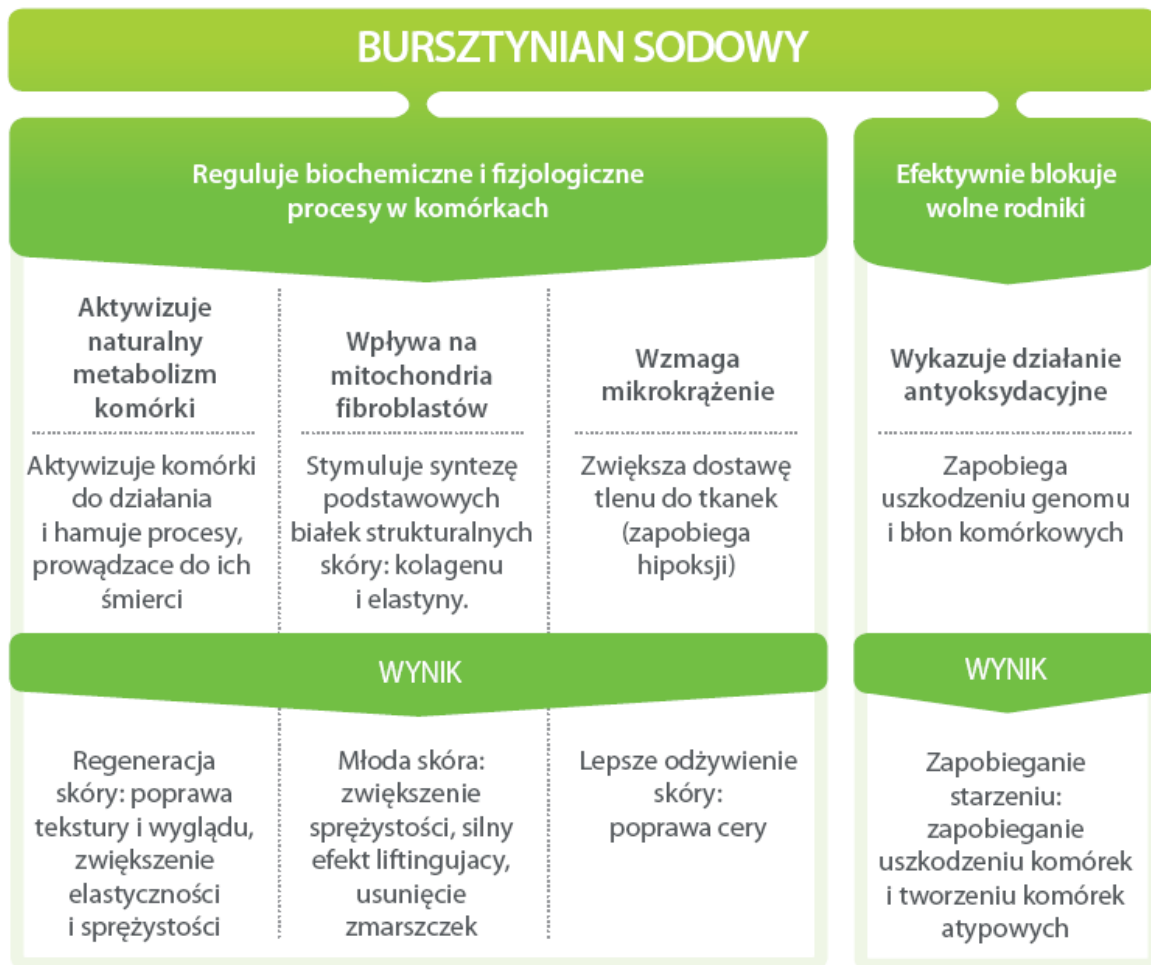 BURSZTYNIAN SODOWY
Reguluje biochemiczne i fizjologiczne
procesy w komórkach
Aktywizuje
naturalny
metabolizm
komórki
Aktywizuje komórki
do działania
i hamuje procesy,
prowądzace do ich
śmierci
Wpływa na
mitochondria
fibroblastów
Stymuluje syntezę
podstawowych
białek strukturalnych
skóry: kolagenu
i elastyny.
Wzmaga
mikrokrążenie
Zwiększa dostawę
tlenu do tkanek
(zapobiega
hipoksji)
WYNIK
Regeneracja
skóry: poprawa
tekstury i wyglądu,
zwiększenie
elastyczności
i sprężystości
Młoda skóra:
zwiększenie
sprężystości, silny
efekt liftingujacy,
usunięcie
zmarszczek
Lepsze odżywienie
skóry:
poprawa cery
Efektywnie blokuje
wolne rodniki
Wykazuje działanie
antyoksydacyjne
Zapobiega
uszkodzeniu genomu
i błon komórkowych
WYNIK
Zapobieganie
starzeniu:
zapobieganie
uszkodzeniu komórek
i tworzeniu komórek
atypowych